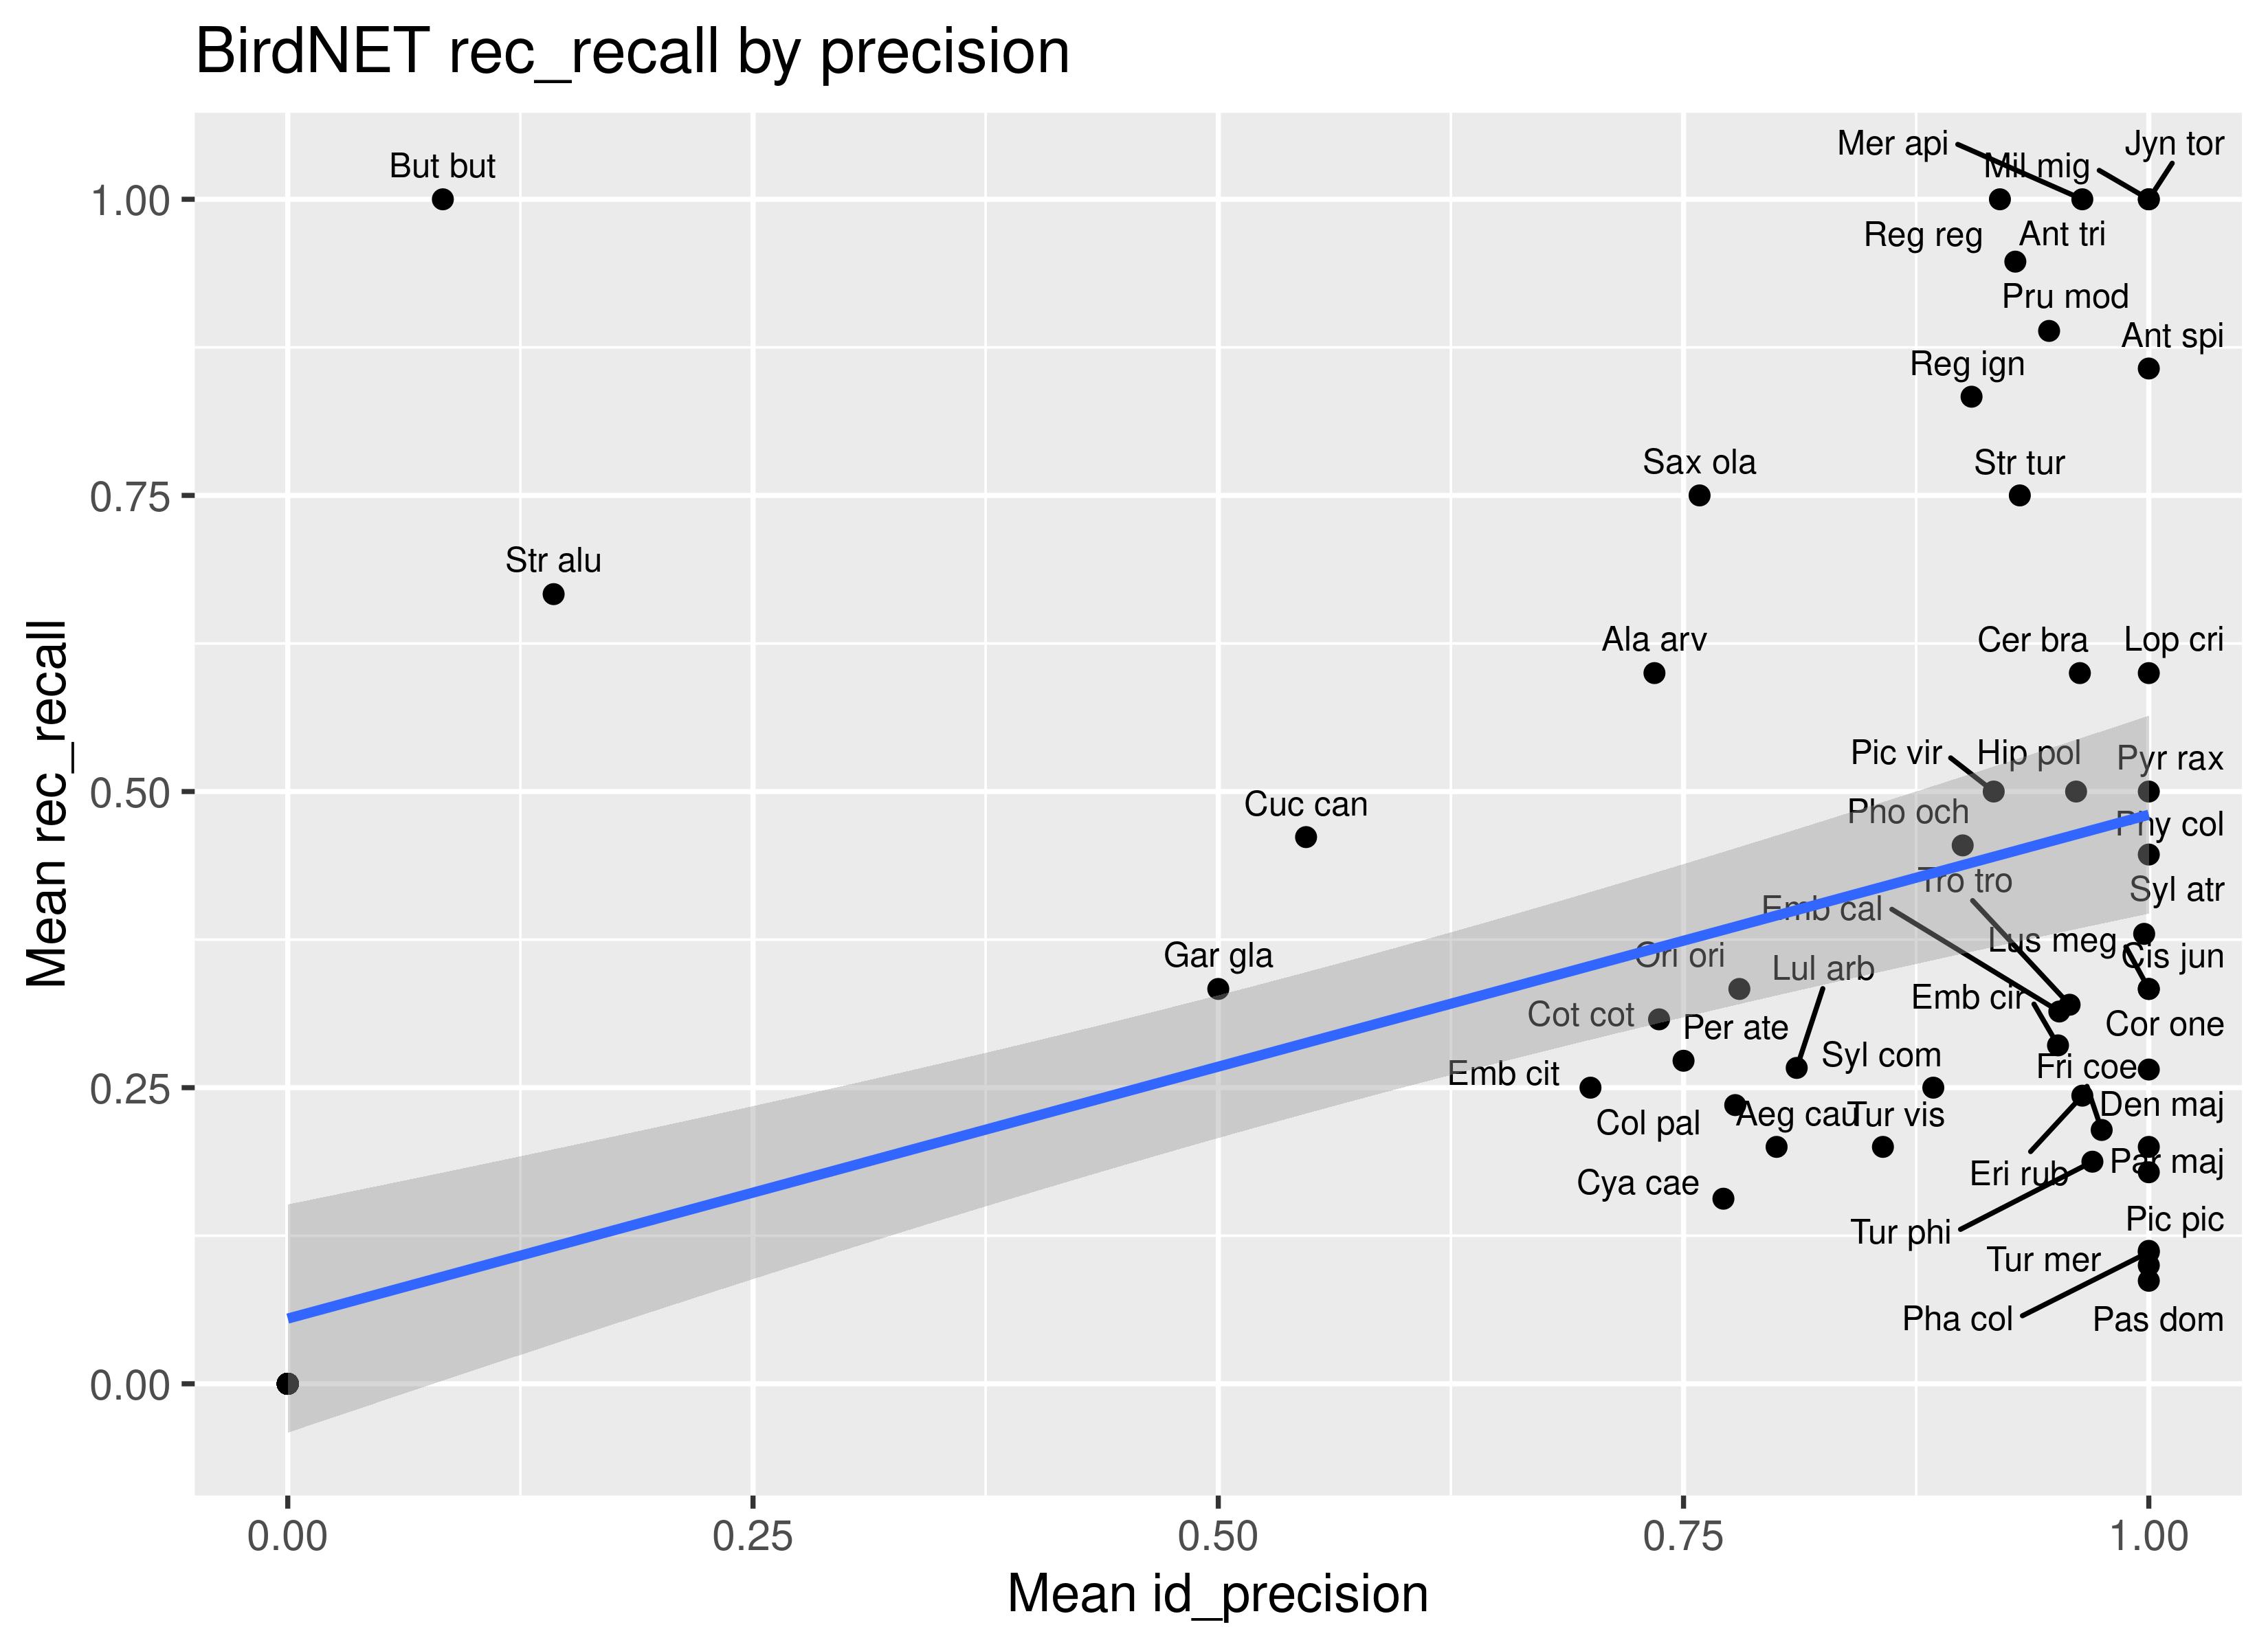 BirdNET rec_recall by precision
Mer api
Jyn tor
But but
Mil mig
1.00
Reg reg
Ant tri
Pru mod
Ant spi
Reg ign
Sax ola
Str tur
0.75
Str alu
Ala arv
Cer bra
Lop cri
Pic vir
Hip pol
Pyr rax
0.50
Cuc can
Pho och
Phy col
Tro tro
Syl atr
Emb cal
Lus meg
Gar gla
Ori ori
Cis jun
Lul arb
Emb cir
Cot cot
Per ate
Cor one
Syl com
Fri coe
Emb cit
0.25
Den maj
Col pal
Aeg cau
Tur vis
Par maj
Eri rub
Cya cae
Pic pic
Tur phi
Tur mer
Pha col
Pas dom
0.00
Mean rec_recall
0.00
0.25
0.50
0.75
1.00
Mean id_precision